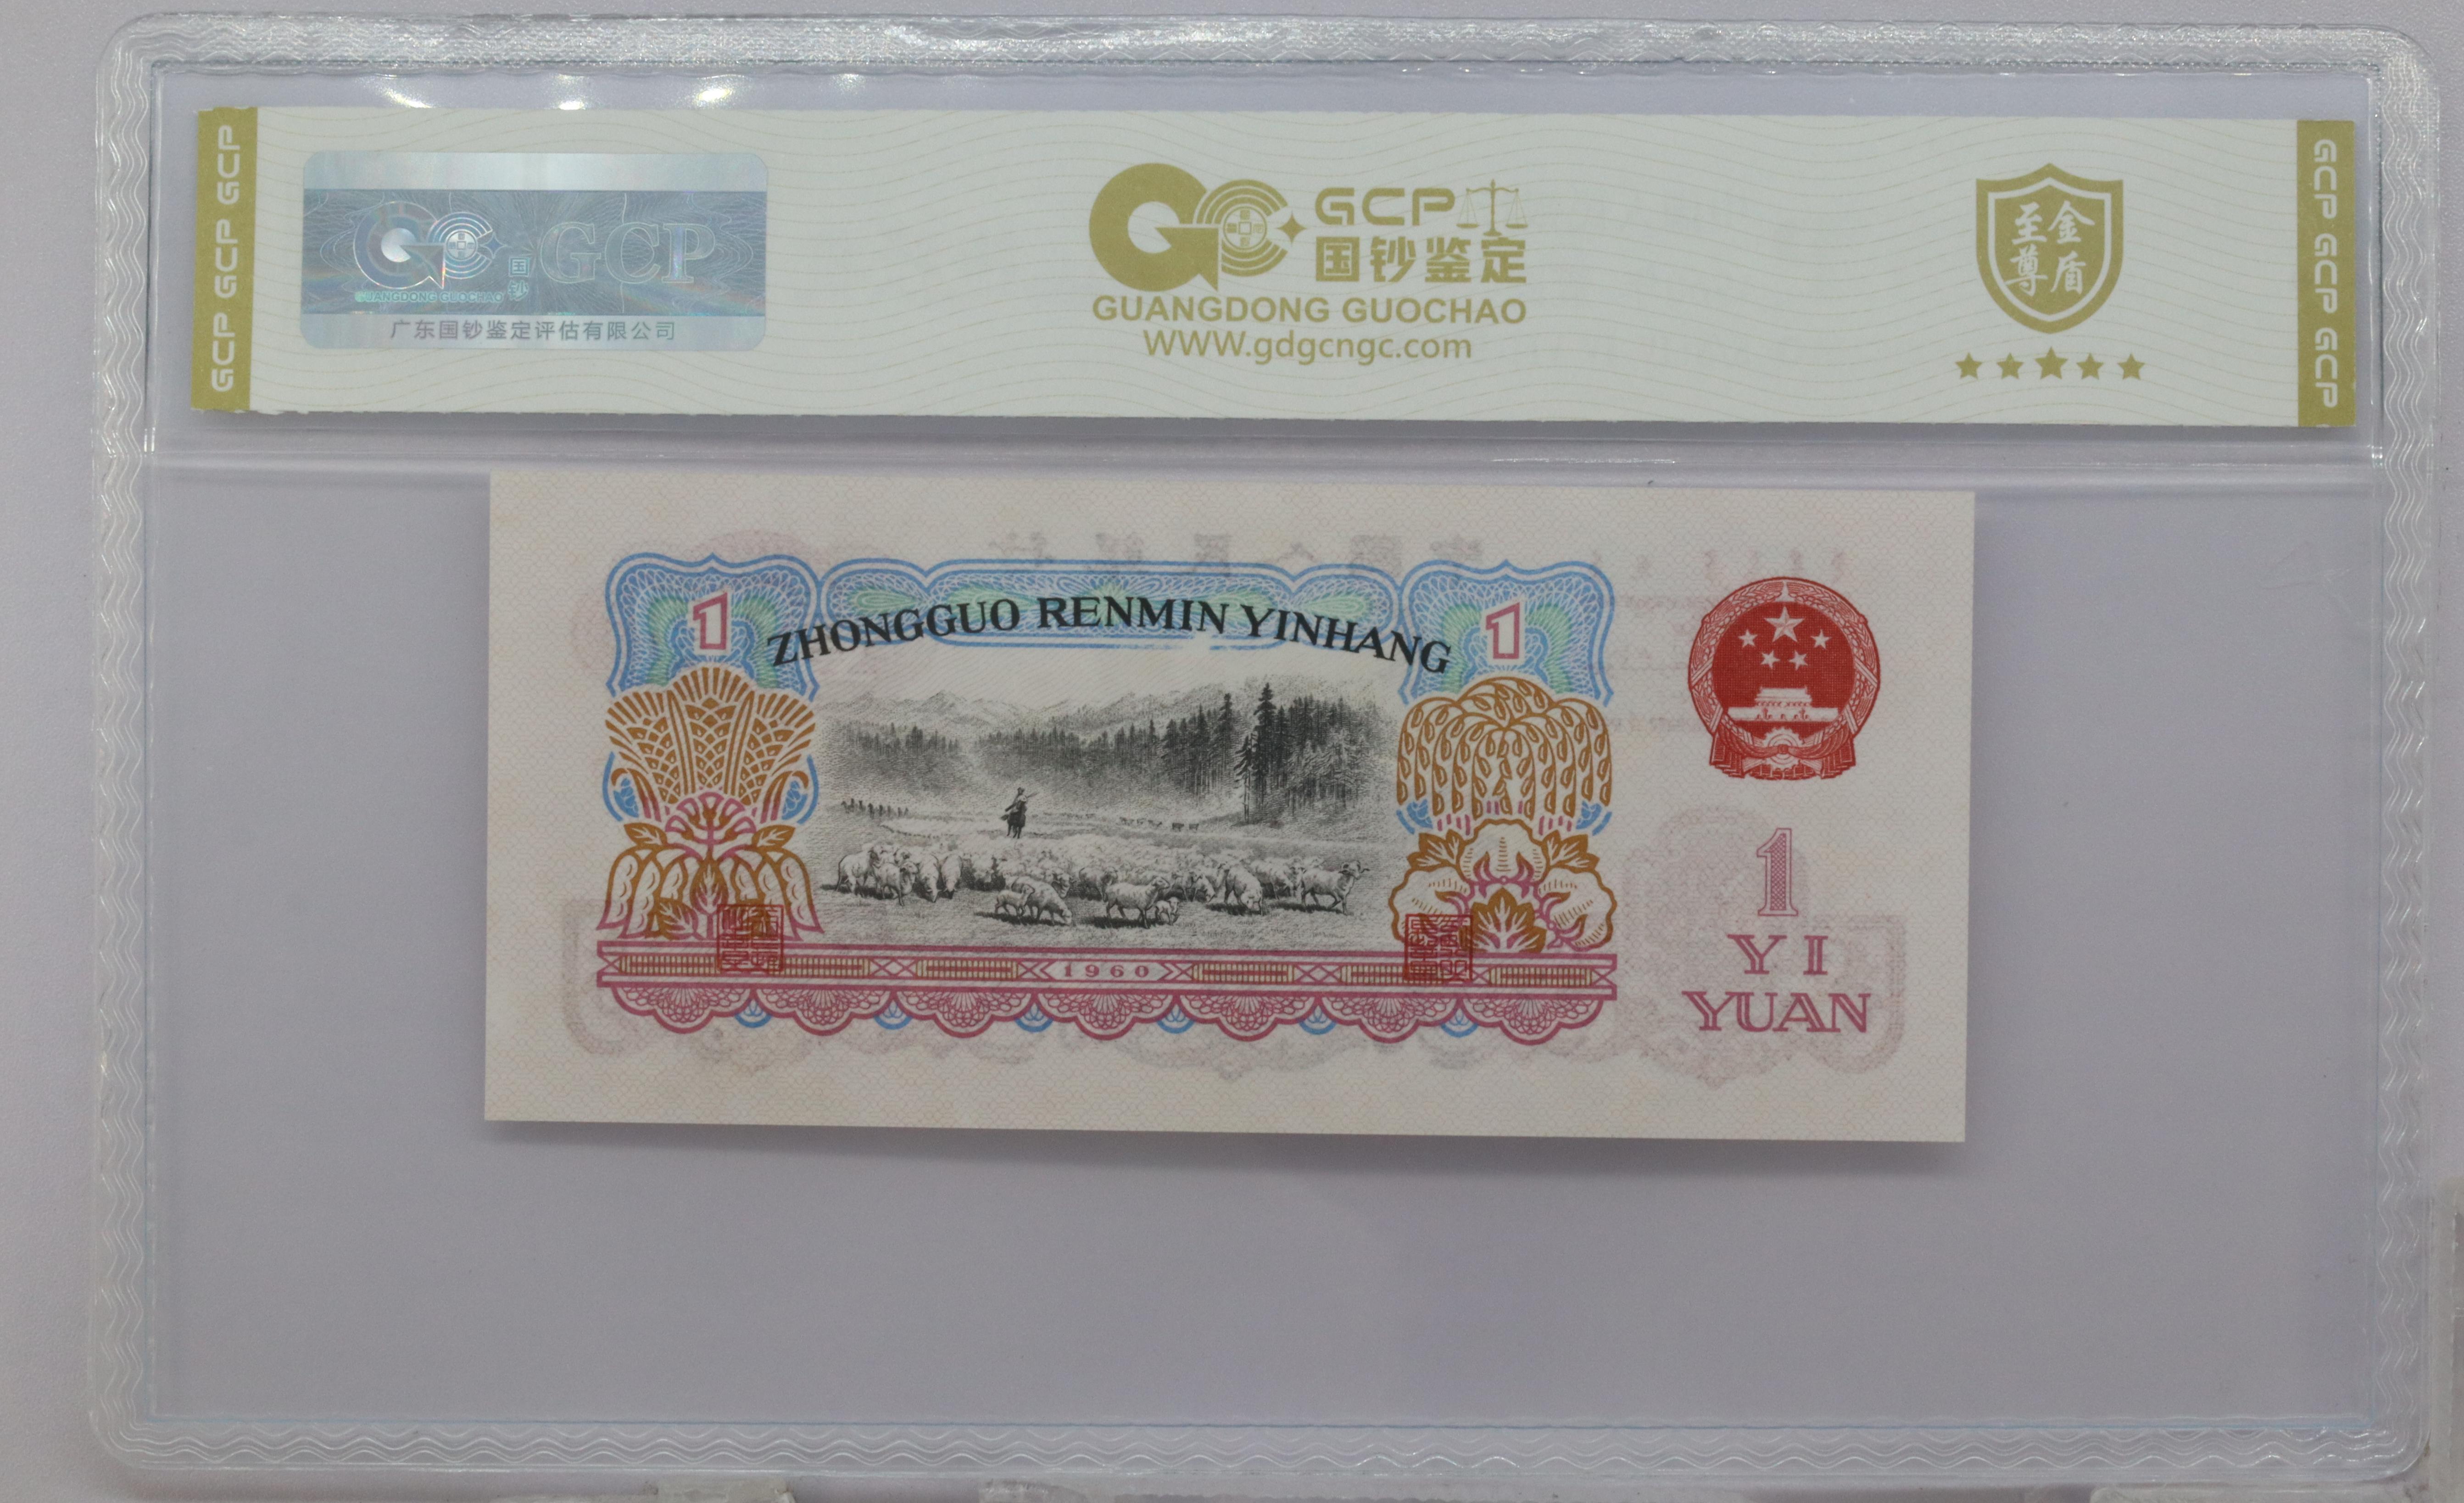 GCP GCP GCP
GUANGDONG GUOCHAO
国钞
GCP
广东国钞鉴定评估有限公司
GCP
国钞鉴定
GUANGDONG GUOCHAO
WWW.gdgcngc.com
至尊
金盾
GCP GCP GCP
ZHONGGUO RENMIN YINHANG
1
1
1960
1
YI
YUAN